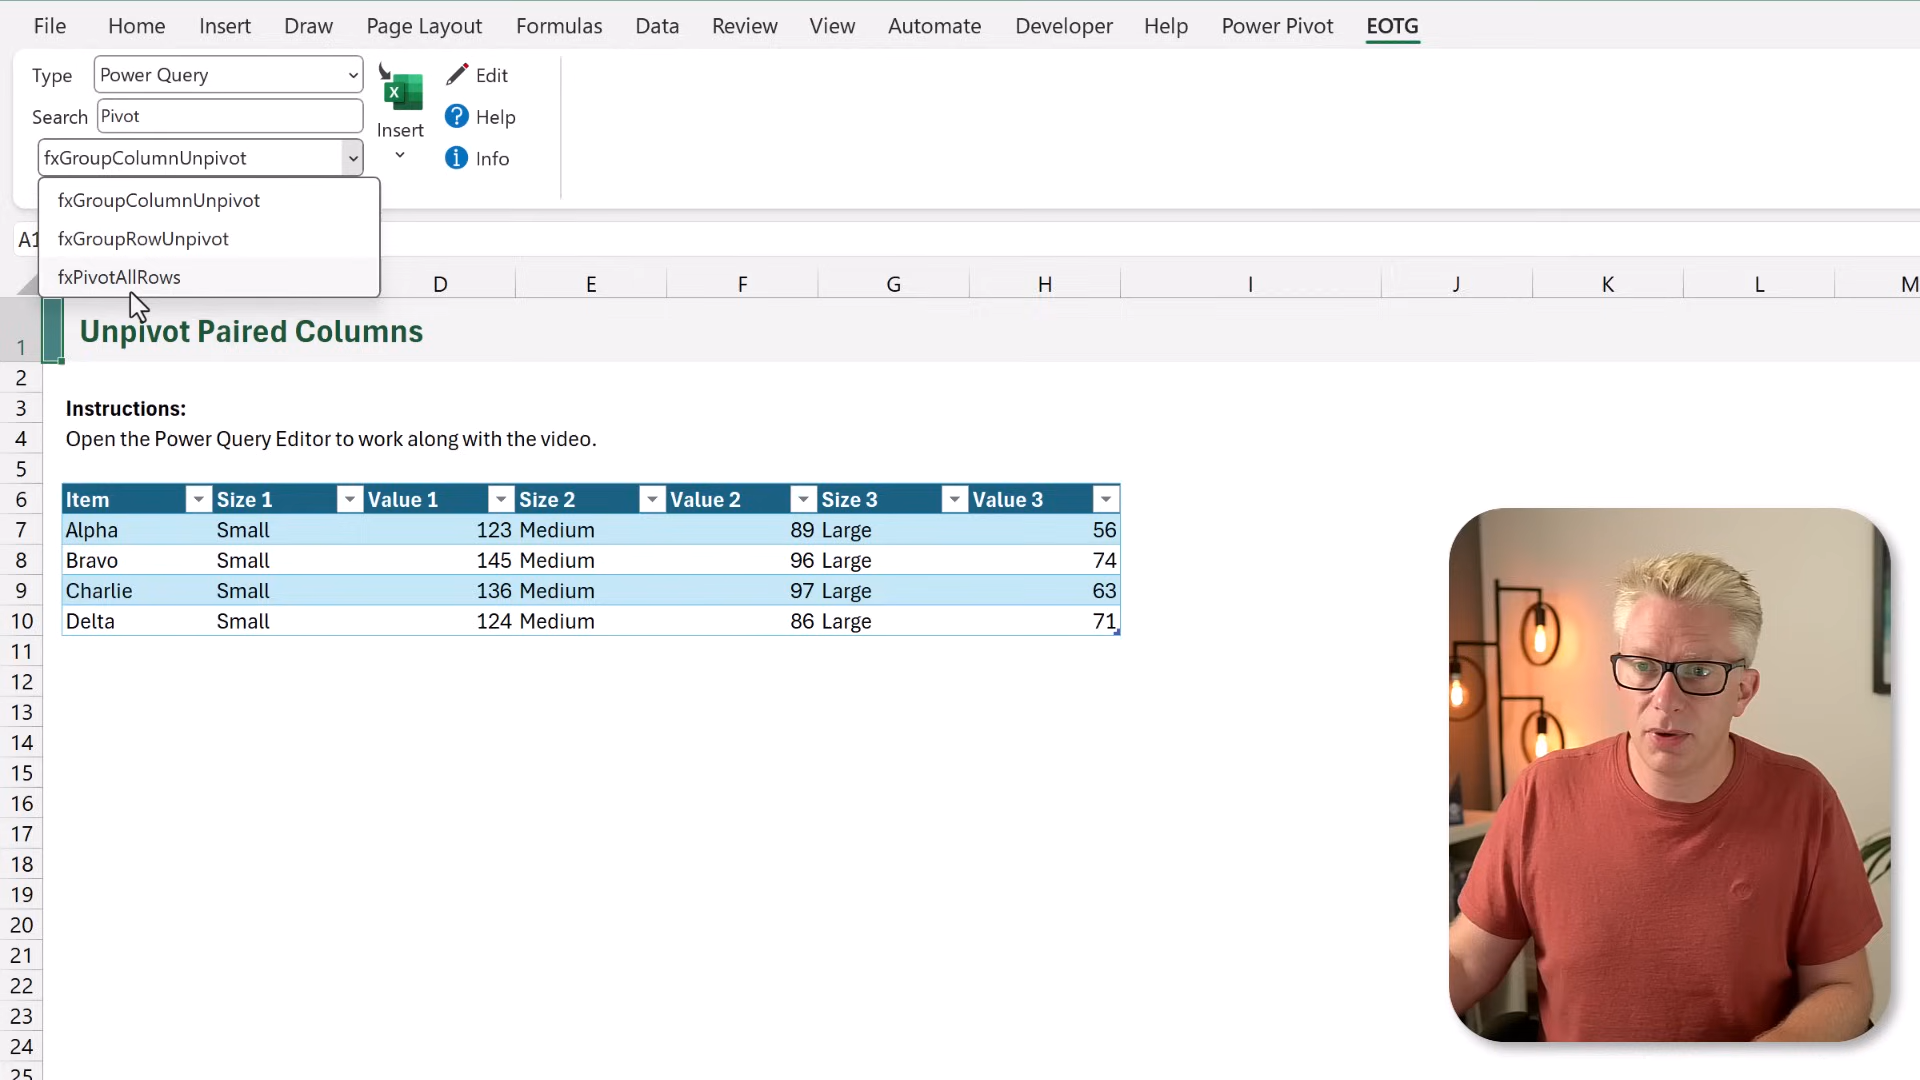 File Home Insert Draw Page Layout Formulas Data Review View Automate Developer Help Power Pivot EOTG
Type Power Query
Search Pivot
fxGroupColumnUnpivot
fxGroupColumnUnpivot
fxGroupRowUnpivot
fxPivotAllRows
Insert
Edit
Help
Info
A1
D E F G H I J K L M
1 Unpivot Paired Columns
2
3 Instructions:
4 Open the Power Query Editor to work along with the video.
5
6 Item Size 1 Value 1 Size 2 Value 2 Size 3 Value 3
7 Alpha Small 123 Medium 89 Large 56
8 Bravo Small 145 Medium 96 Large 74
9 Charlie Small 136 Medium 97 Large 63
10 Delta Small 124 Medium 86 Large 71
11
12
13
14
15
16
17
18
19
20
21
22
23
24
25